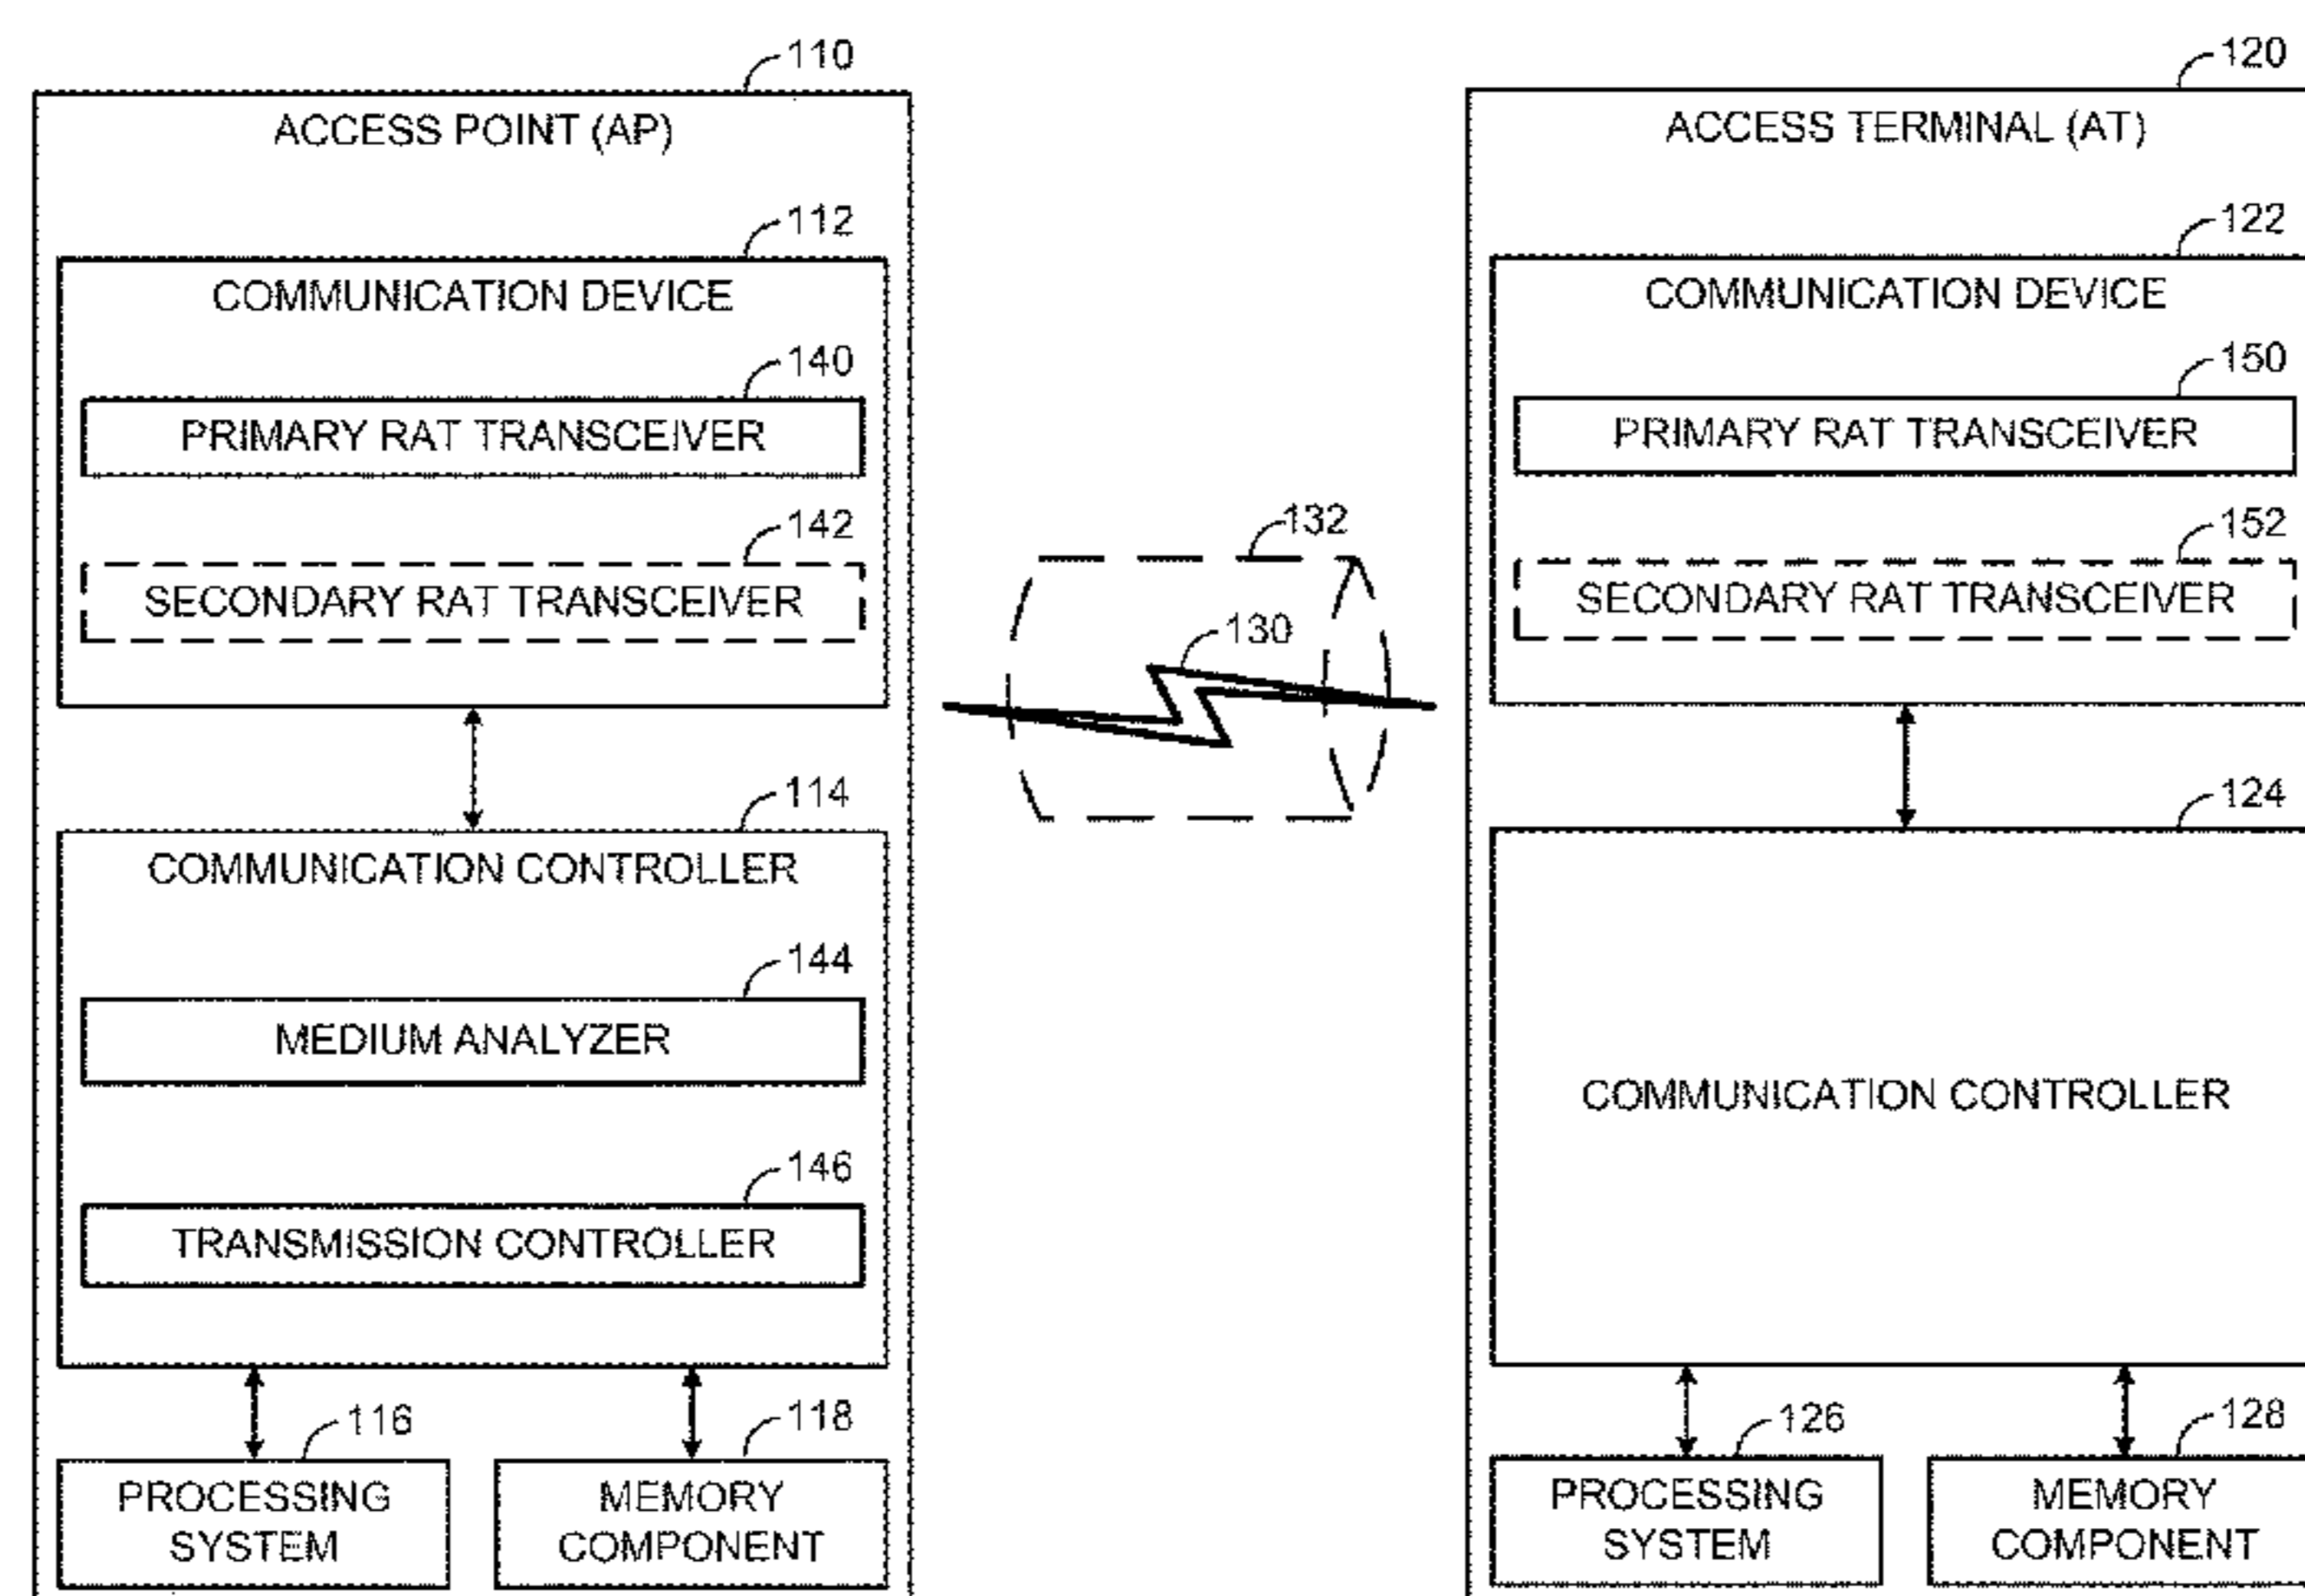 110
ACCESS POINT (AP)
112
COMMUNICATION DEVICE
140
PRIMARY RAT TRANSCEIVER
142
SECONDARY RAT TRANSCEIVER
114
COMMUNICATION CONTROLLER
144
MEDIUM ANALYZER
146
TRANSMISSION CONTROLLER
116
PROCESSING
SYSTEM
118
MEMORY
COMPONENT
132
130
120
ACCESS TERMINAL (AT)
122
COMMUNICATION DEVICE
150
PRIMARY RAT TRANSCEIVER
152
SECONDARY RAT TRANSCEIVER
124
COMMUNICATION CONTROLLER
126
PROCESSING
SYSTEM
128
MEMORY
COMPONENT